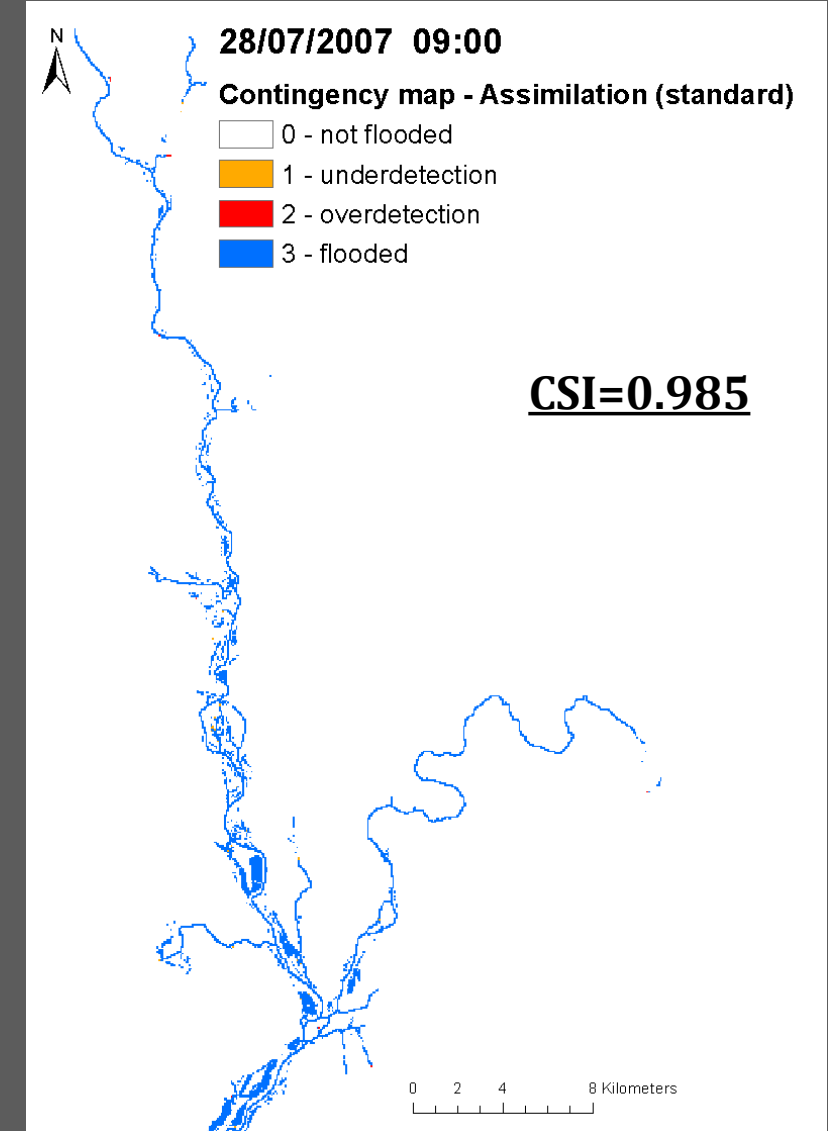 N
28/07/2007 09:00
Contingency map - Assimilation (standard)
0 - not flooded
1 - underdetection
2 - overdetection
3 - flooded
CSI=0.985
0 2 4 8 Kilometers